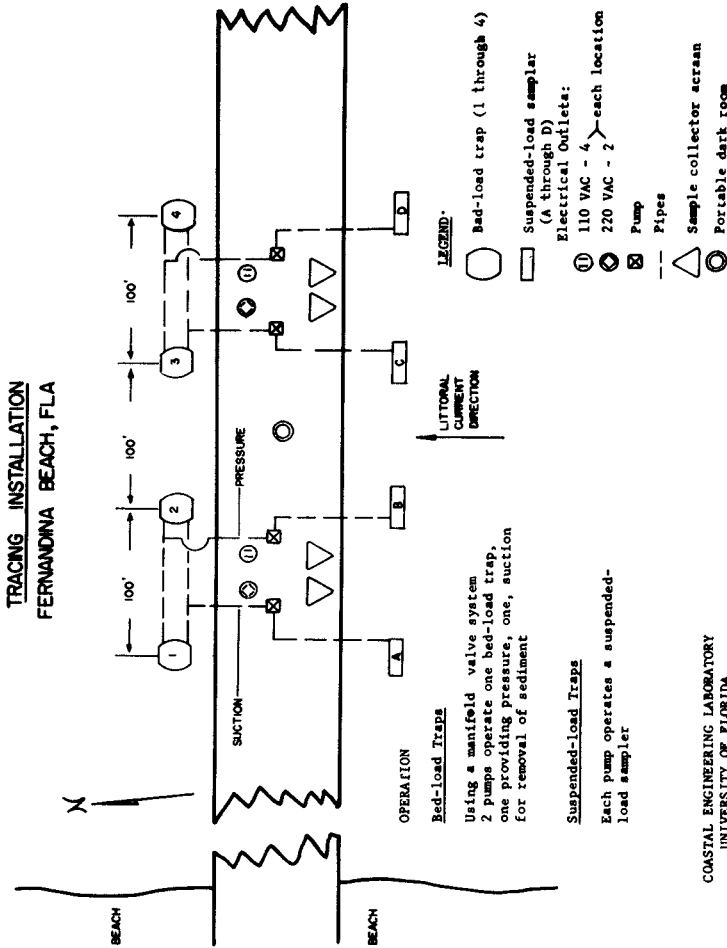 TRACING INSTALLATION
FERNANDINA BEACH, FLA
N
100'
100'
100'
1
2
3
4
SUCTION
PRESSURE
A
B
C
D
BEACH
BEACH
LITTORAL
CURRENT
DIRECTION
OPERATION
Bed-load Traps
Using a manifold valve system
2 pumps operate one bed-load trap,
one providing pressure, one, suction
for removal of sediment
Suspended-load Traps
Each pump operates a suspended-
load sampler
LEGEND·
Bad-load trap (1 through 4)
Suspended-load samplar
(A through D)
Electrical Outleta:
110 VAC - 4
220 VAC - 2
each location
Pump
Pipes
Sample collector acraan
Portable dark room
COASTAL ENGINEERING LABORATORY
UNIVERSITY OF FLORIDA